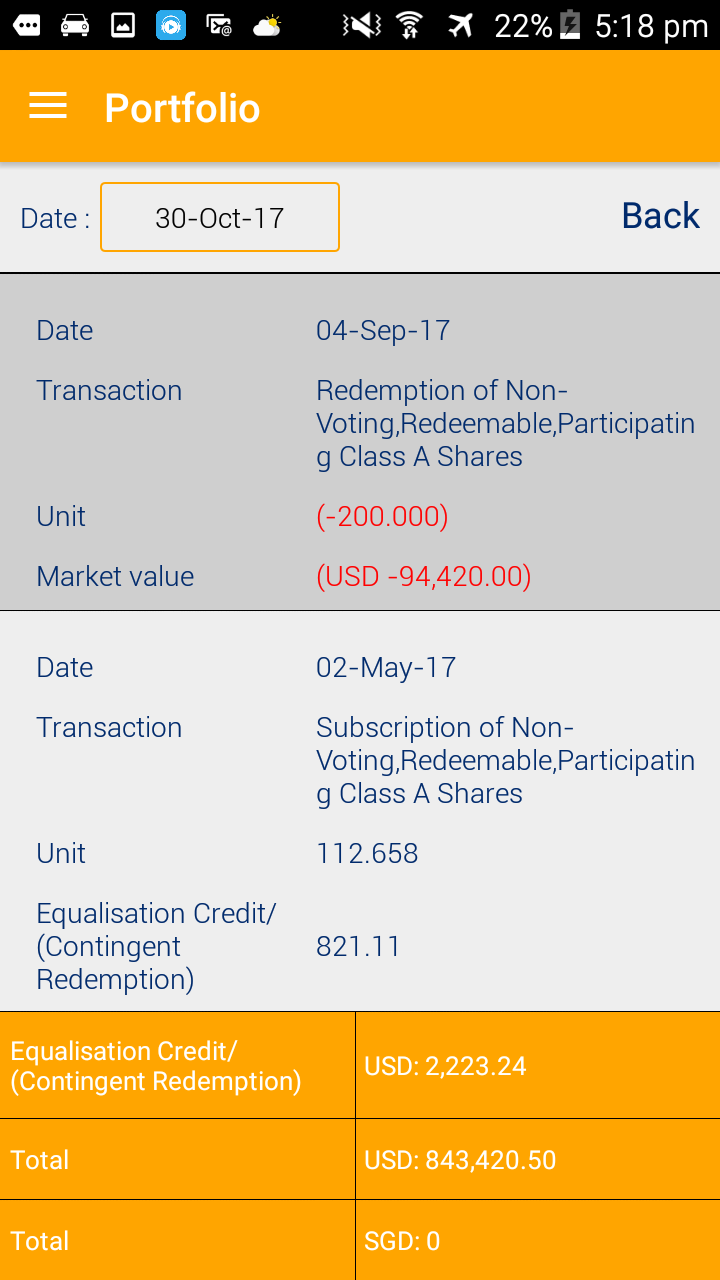 22% 5:18 pm
Portfolio
Date : 30-Oct-17 Back
Date 04-Sep-17
Transaction Redemption of Non-
Voting,Redeemable,Participatin
g Class A Shares
Unit (-200.000)
Market value (USD -94,420.00)
Date 02-May-17
Transaction Subscription of Non-
Voting,Redeemable,Participatin
g Class A Shares
Unit 112.658
Equalisation Credit/
(Contingent 821.11
Redemption)
Equalisation Credit/
(Contingent Redemption) USD: 2,223.24
Total USD: 843,420.50
Total SGD: 0